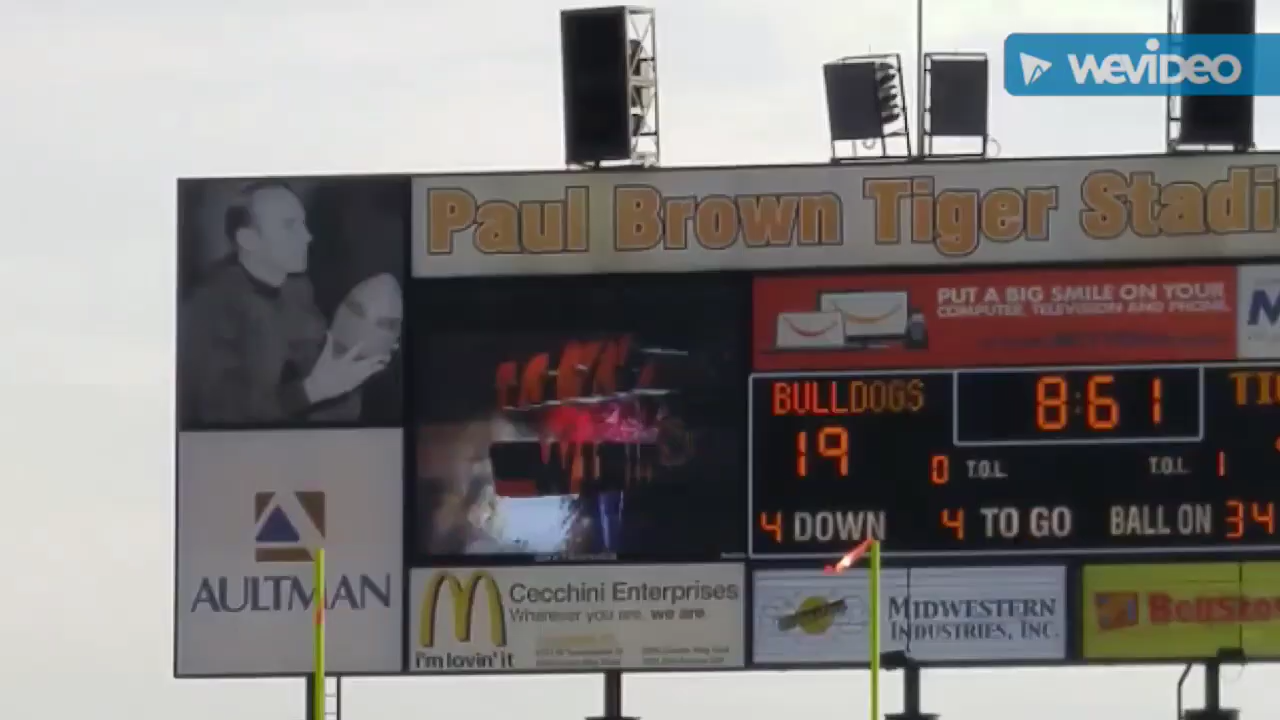 WEVIDEO
Paul Brown Tiger Stadi
PUT A BIG SMILE ON YOUR
COMPUTER, TELEVISION AND PHONE.
BULLDOGS
8:61
TI
19
0 T.O.L.
T.O.L. 1
4 DOWN
4 TO GO
BALL ON 34
AULTMAN
Cecchini Enterprises
Wherever you are, we are.
i'm lovin' it
MIDWESTERN
INDUSTRIES, INC.